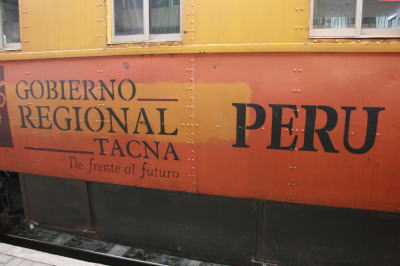 GOBIERNO
REGIONAL
TACNA
De frente al futuro
PERU